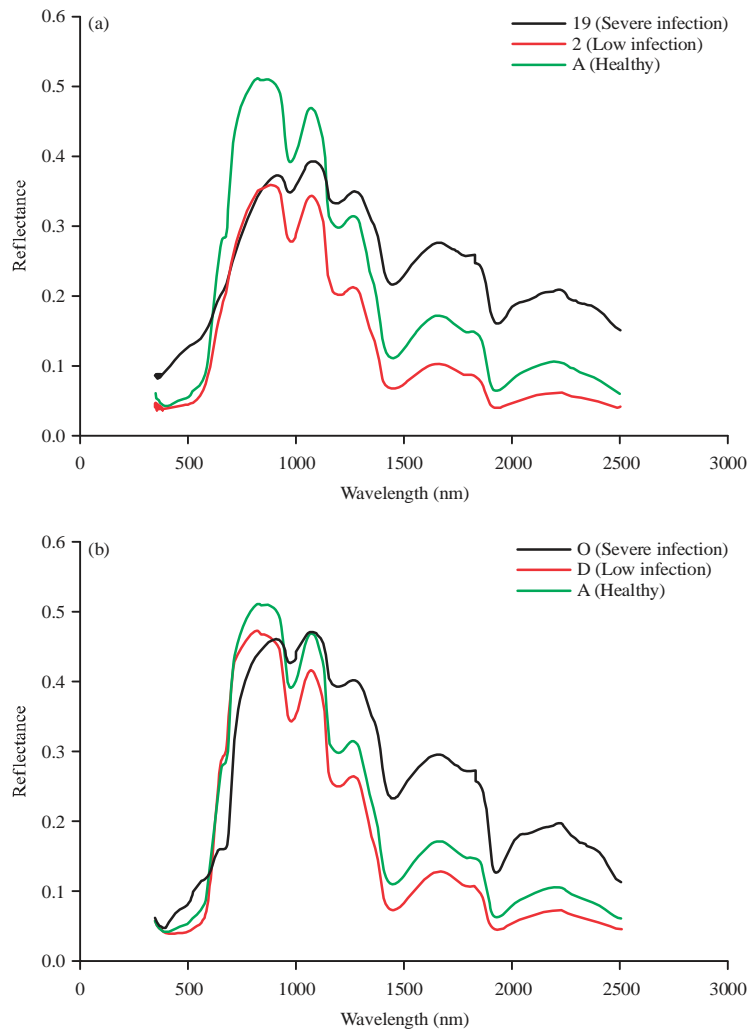 (a)
19 (Severe infection)
2 (Low infection)
A (Healthy)
0.6
0.5
0.4
0.3
0.2
0.1
0.0
Reflectance
0 500 1000 1500 2000 2500 3000
Wavelength (nm)
(b)
O (Severe infection)
D (Low infection)
A (Healthy)
0.6
0.5
0.4
0.3
0.2
0.1
0.0
Reflectance
0 500 1000 1500 2000 2500 3000
Wavelength (nm)